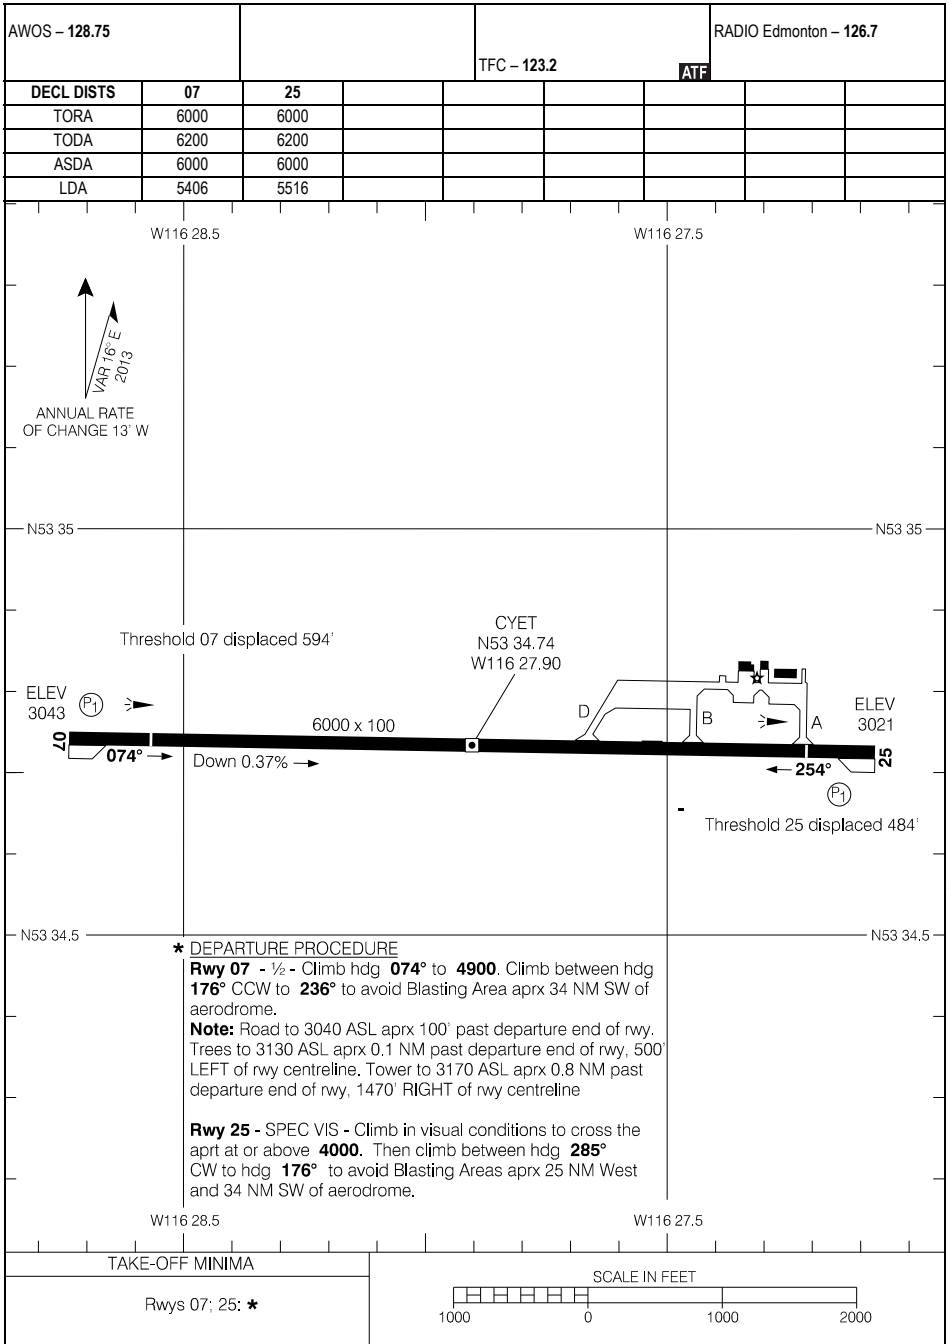 AWOS – 128.75
RADIO Edmonton – 126.7
TFC – 123.2 ATF
DECL DISTS 07 25
TORA 6000 6000
TODA 6200 6200
ASDA 6000 6000
LDA 5406 5516
W116 28.5 W116 27.5
VAR 16° E
2013
ANNUAL RATE
OF CHANGE 13' W
N53 35 N53 35
Threshold 07 displaced 594'
CYET
N53 34.74
W116 27.90
ELEV
3043
P1
6000 x 100
D
B
A
ELEV
3021
07
074°
Down 0.37%
254°
25
P1
Threshold 25 displaced 484'
N53 34.5 N53 34.5
* DEPARTURE PROCEDURE
Rwy 07 - ½ - Climb hdg 074° to 4900. Climb between hdg
176° CCW to 236° to avoid Blasting Area aprx 34 NM SW of
aerodrome.
Note: Road to 3040 ASL aprx 100' past departure end of rwy.
Trees to 3130 ASL aprx 0.1 NM past departure end of rwy, 500'
LEFT of rwy centreline. Tower to 3170 ASL aprx 0.8 NM past
departure end of rwy, 1470' RIGHT of rwy centreline
Rwy 25 - SPEC VIS - Climb in visual conditions to cross the
aprt at or above 4000. Then climb between hdg 285°
CW to hdg 176° to avoid Blasting Areas aprx 25 NM West
and 34 NM SW of aerodrome.
W116 28.5 W116 27.5
TAKE-OFF MINIMA
Rwys 07; 25: *
SCALE IN FEET
1000 0 1000 2000